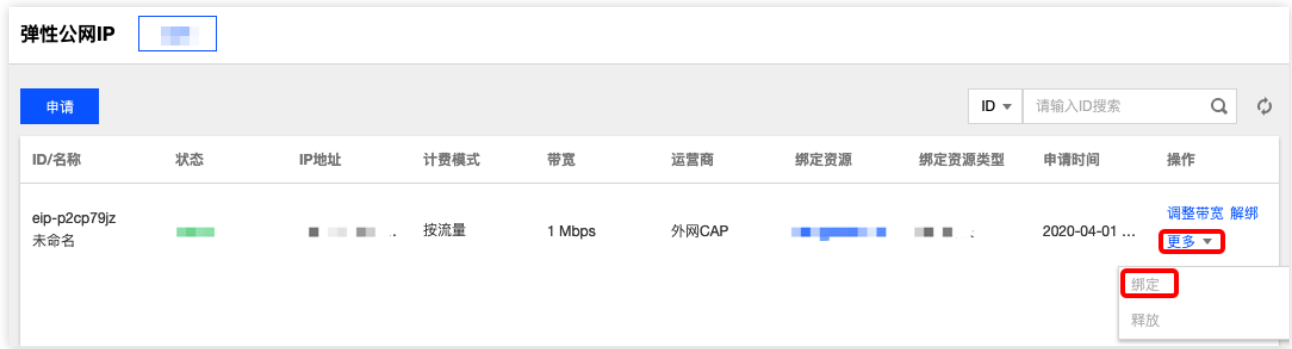 弹性公网IP
申请
ID 请输入ID搜索
ID/名称 状态 IP地址 计费模式 带宽 运营商 绑定资源 绑定资源类型 申请时间 操作
eip-p2cp79jz 按流量 1 Mbps 外网CAP 2020-04-01 ... 调整带宽 解绑
未命名 更多
绑定
释放